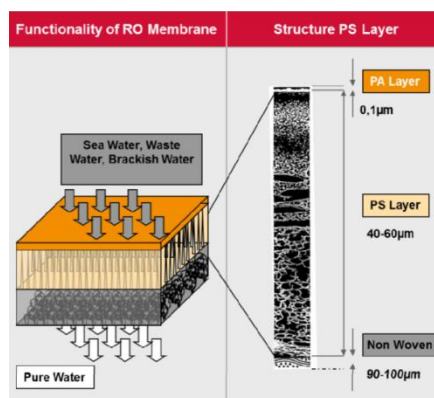 Functionality of RO Membrane
Structure PS Layer
Sea Water, Waste
Water, Brackish Water
Pure Water
PA Layer
0,1µm
PS Layer
40-60µm
Non Woven
90-100µm